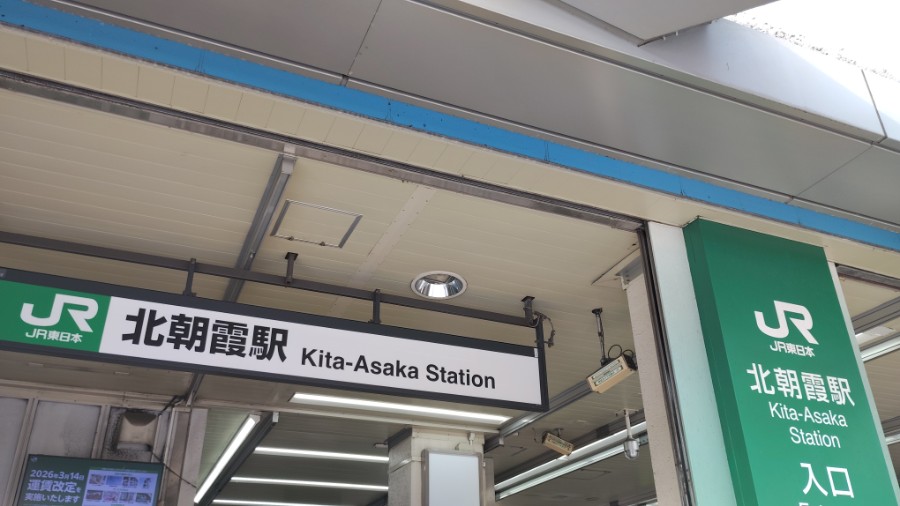 JR
JR東日本
北朝霞駅 Kita-Asaka Station
JR
JR東日本
北朝霞駅
Kita-Asaka
Station
入口
2026年3月14日
運賃改定を
実施いたします